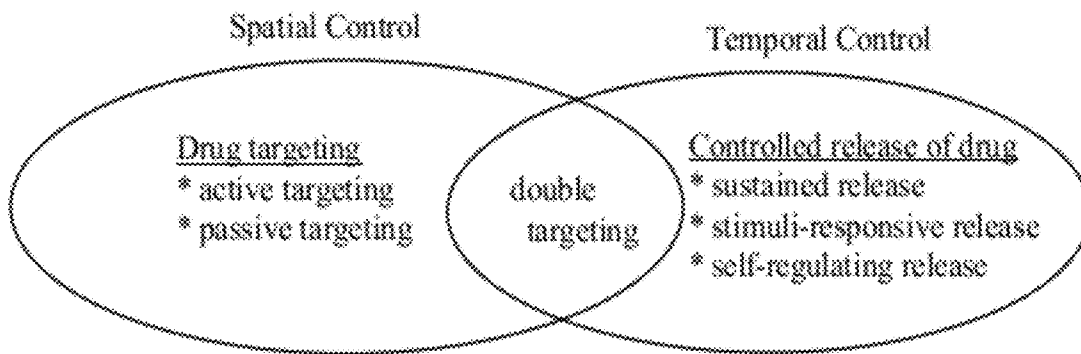 Spatial Control
Temporal Control
Drug targeting
* active targeting
* passive targeting
double
targeting
Controlled release of drug
* sustained release
* stimuli-responsive release
* self-regulating release